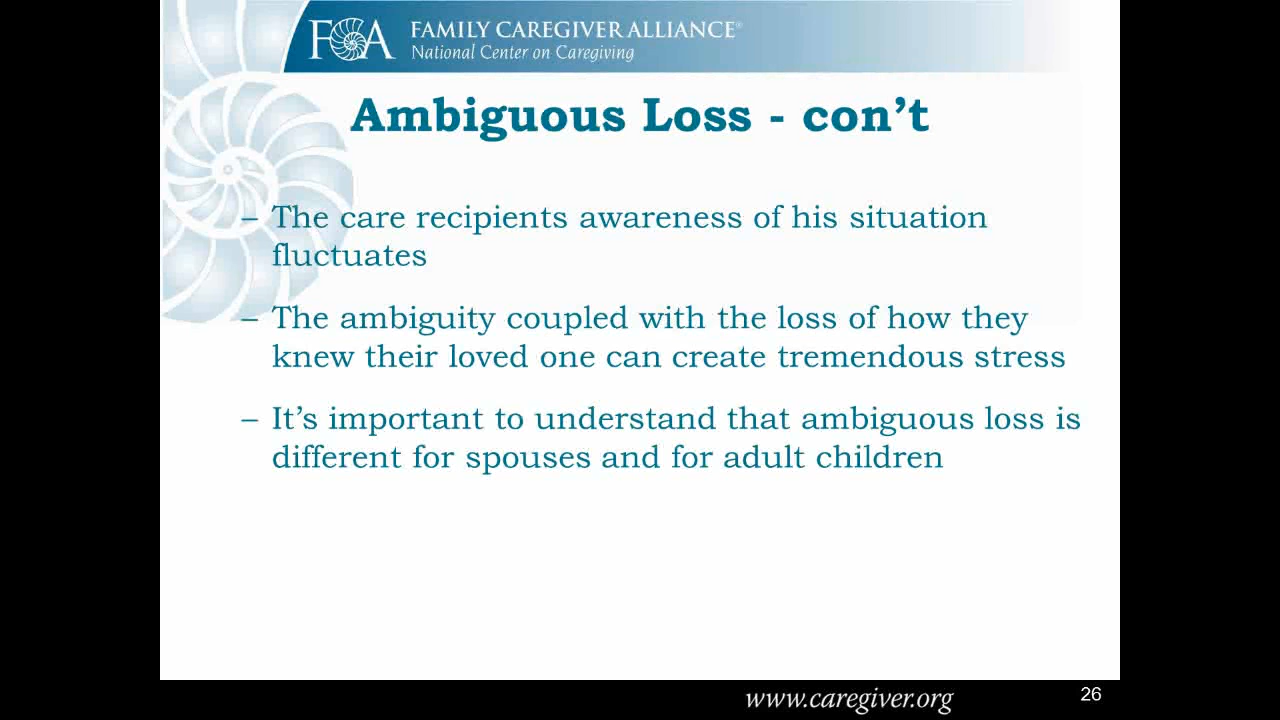 FCA FAMILY CAREGIVER ALLIANCE®
National Center on Caregiving
Ambiguous Loss - con’t
– The care recipients awareness of his situation
fluctuates
– The ambiguity coupled with the loss of how they
knew their loved one can create tremendous stress
– It’s important to understand that ambiguous loss is
different for spouses and for adult children
www.caregiver.org
26